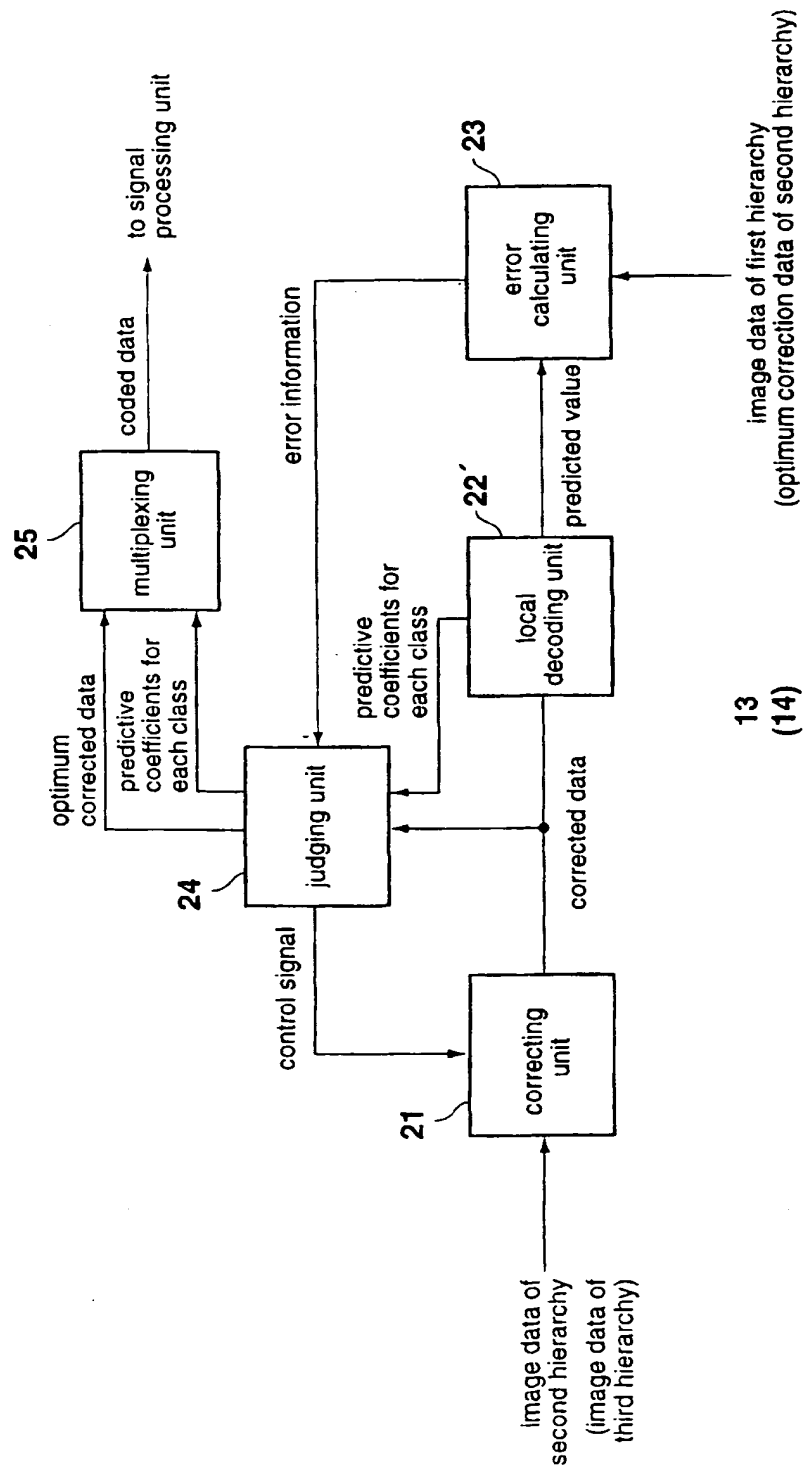 25
multiplexing
unit
coded data
to signal
processing unit
optimum
corrected data
predictive
coefficients for
each class
error information
24
judging unit
control signal
predictive
coefficients for
each class
23
error
calculating
unit
22′
local
decoding unit
predicted value
21
correcting
unit
corrected data
image data of
second hierarchy
(image data of
third hierarchy)
image data of first hierarchy
(optimum correction data of second hierarchy)
13
(14)